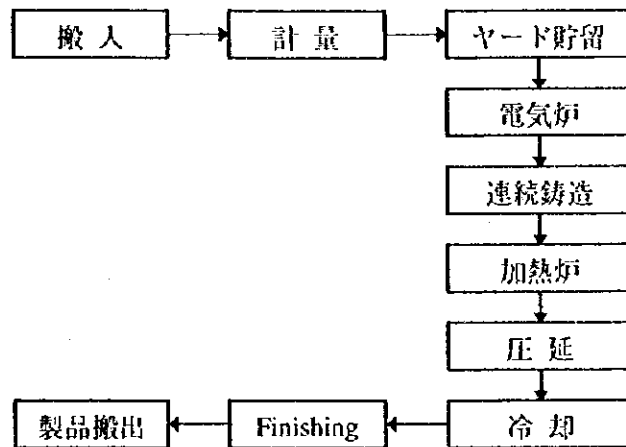 搬入
計量
ヤード貯留
電気炉
連続鋳造
加熱炉
圧延
冷却
Finishing
製品搬出